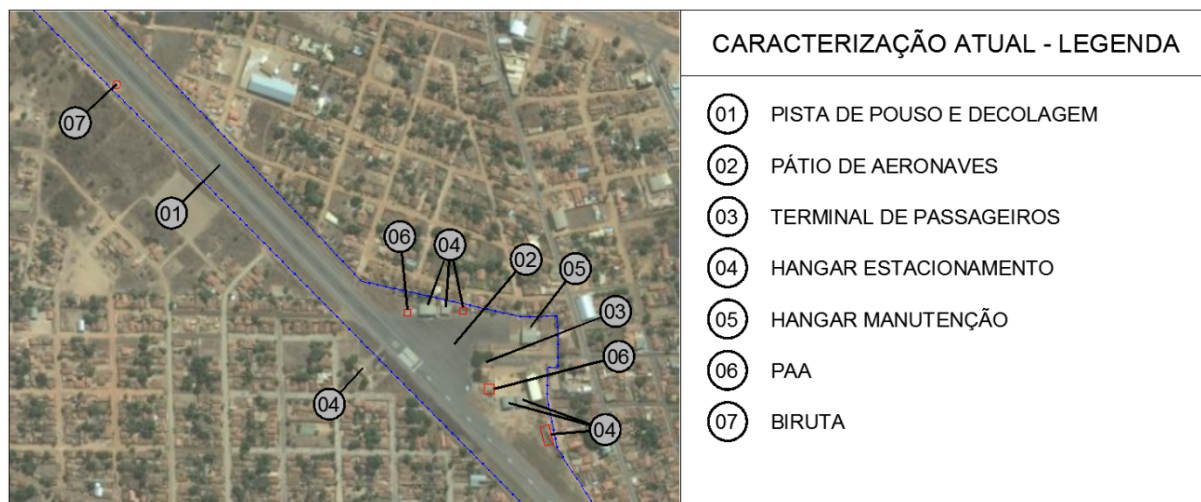 CARACTERIZAÇÃO ATUAL - LEGENDA
01 PISTA DE POUSO E DECOLAGEM
02 PÁTIO DE AERONAVES
03 TERMINAL DE PASSAGEIROS
04 HANGAR ESTACIONAMENTO
05 HANGAR MANUTENÇÃO
06 PAA
07 BIRUTA
07
01
06
04
02
05
03
06
04
04